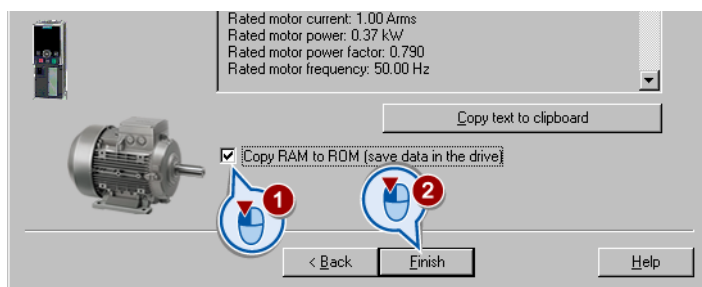 Rated motor current: 1.00 Arms
Rated motor power: 0.37 kW
Rated motor power factor: 0.790
Rated motor frequency: 50.00 Hz
Copy text to clipboard
Copy RAM to ROM (save data in the drive)
1
2
< Back
Finish
Help